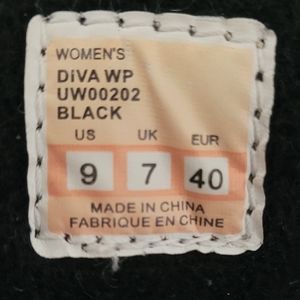 WOMEN'S
DiVA WP
UW00202
BLACK
US UK EUR
9 7 40
MADE IN CHINA
FABRIQUE EN CHINE